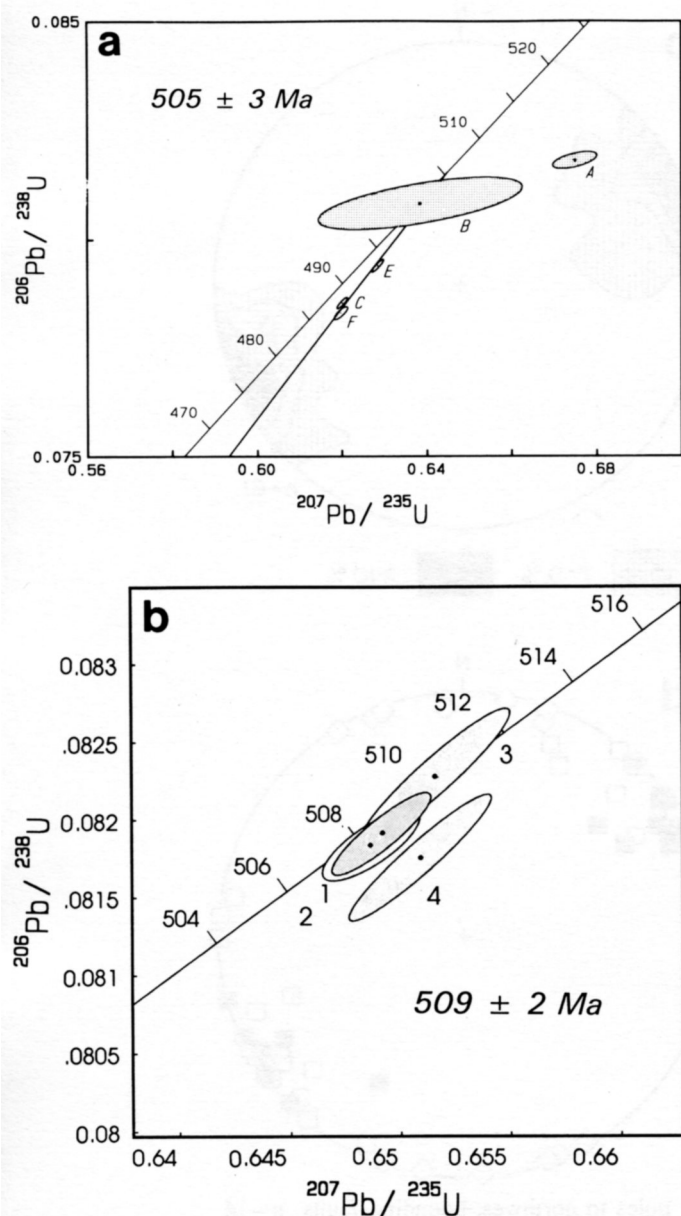 0.085
a
505 ± 3 Ma
520
510
A
B
206Pb/ 238U
490
E
C
F
480
470
0.075
0.56
0.60
0.64
0.68
207Pb/ 235U
b
516
514
0.083
512
3
.0825
510
0.082
508
206Pb/ 238U
.0815
506
1
4
2
504
0.081
509 ± 2 Ma
.0805
0.08
0.64
0.645
0.65
0.655
0.66
207Pb/ 235U